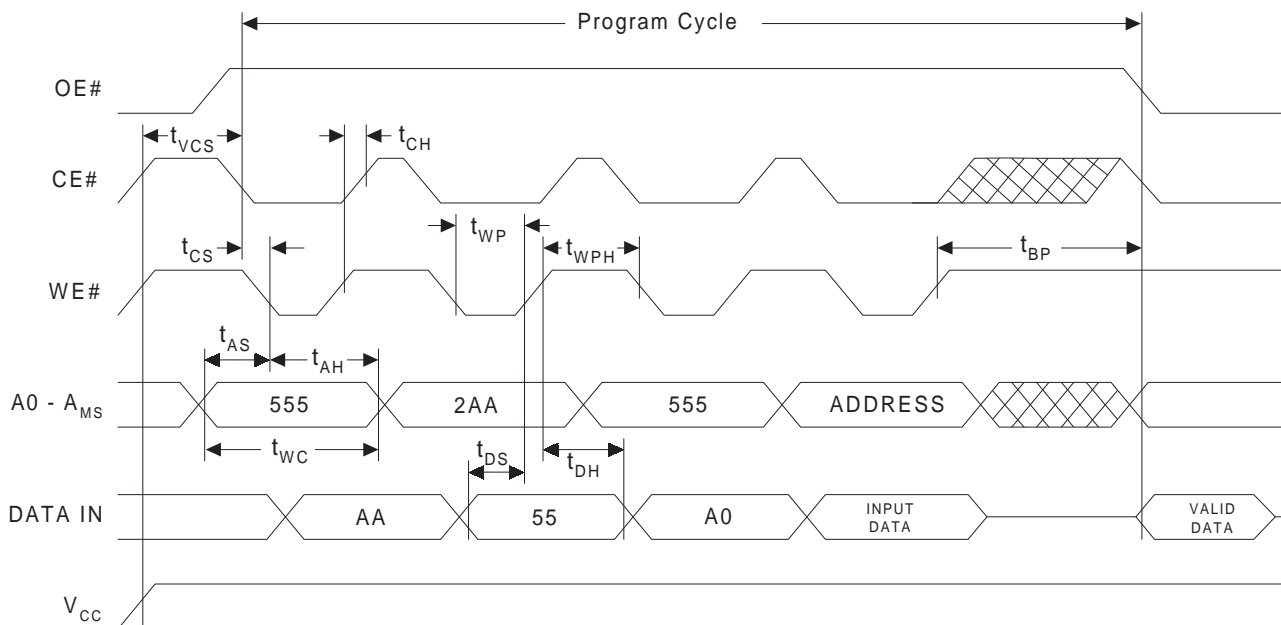 Program Cycle
OE#
tVCS
tCH
CE#
tCS
tWP
tWPH
tBP
WE#
tAS
tAH
A0 - AMS
555
2AA
555
ADDRESS
tWC
tDS
tDH
DATA IN
AA
55
A0
INPUT
DATA
VALID
DATA
VCC